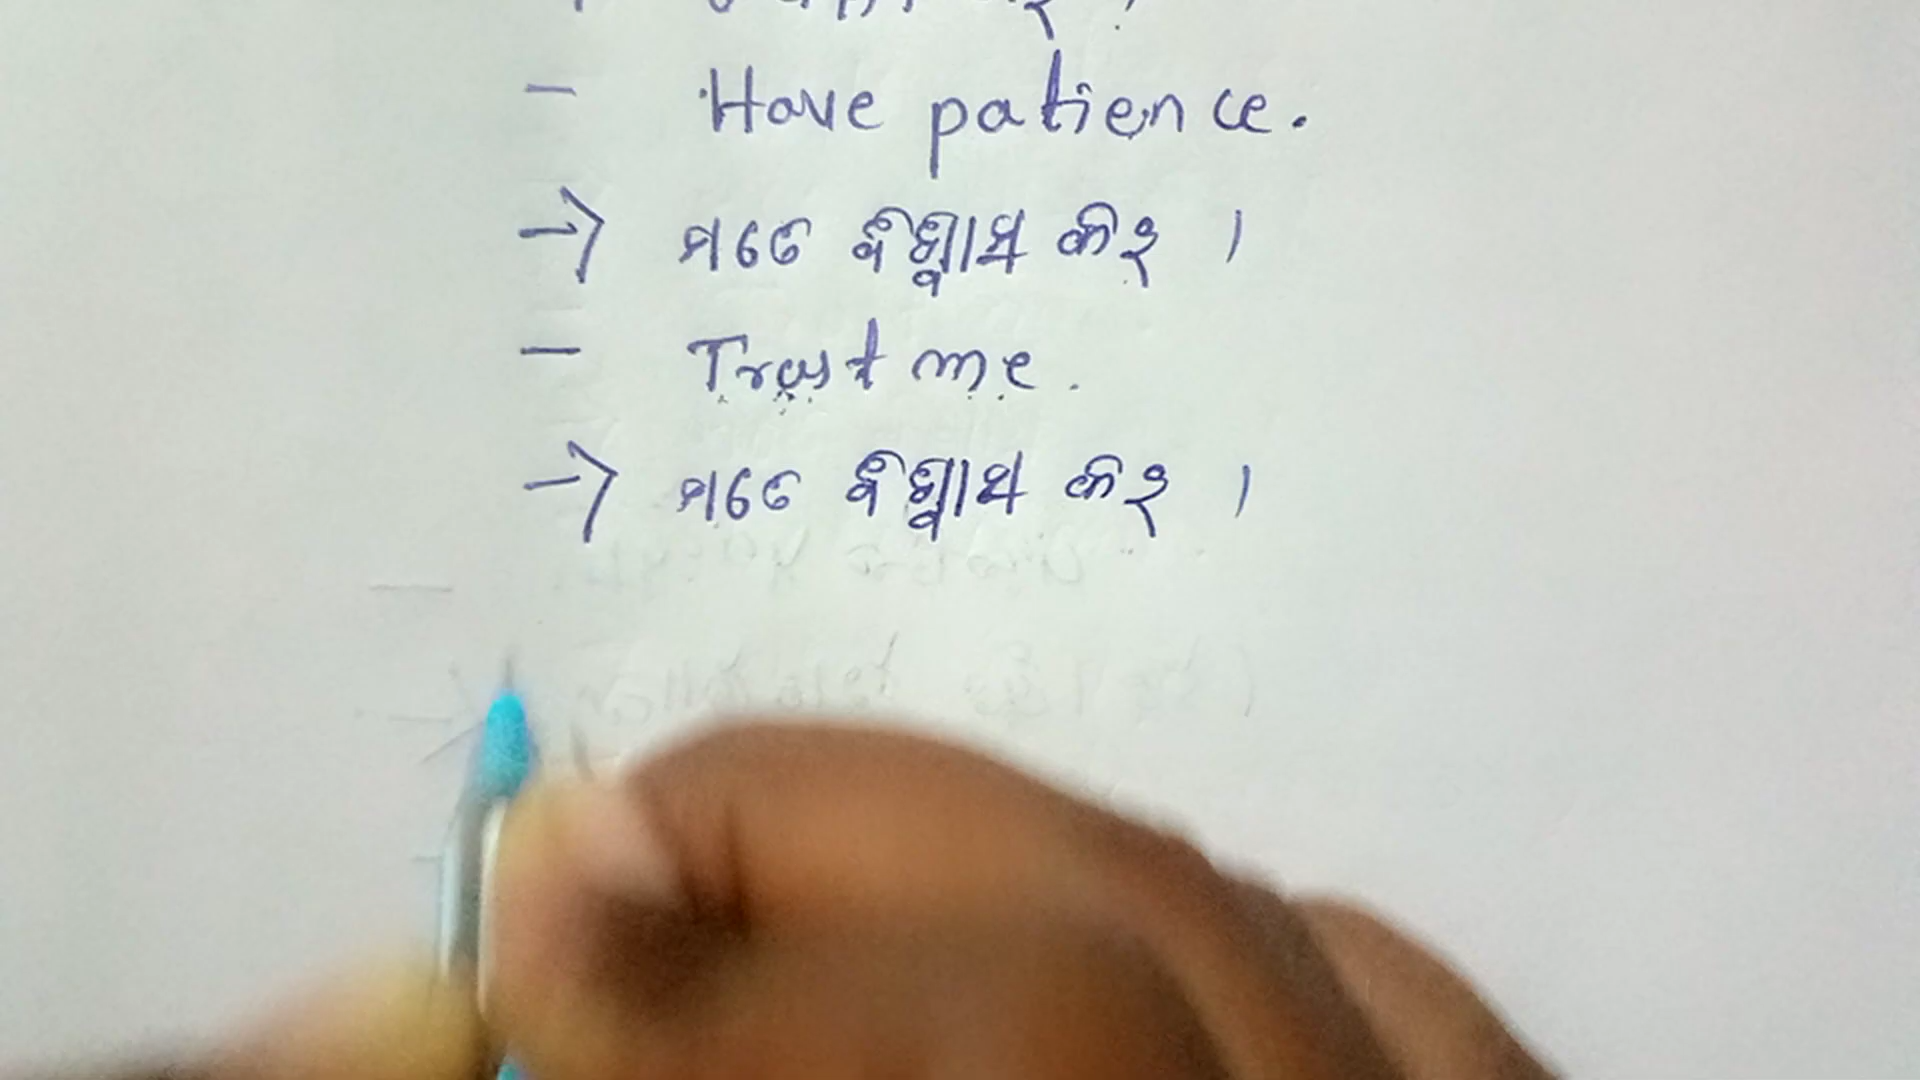 - Have patience.
→ ମତେ ବିଶ୍ୱାସ କର ।
- Trust me.
→ ମତେ ବିଶ୍ୱାସ କର ।